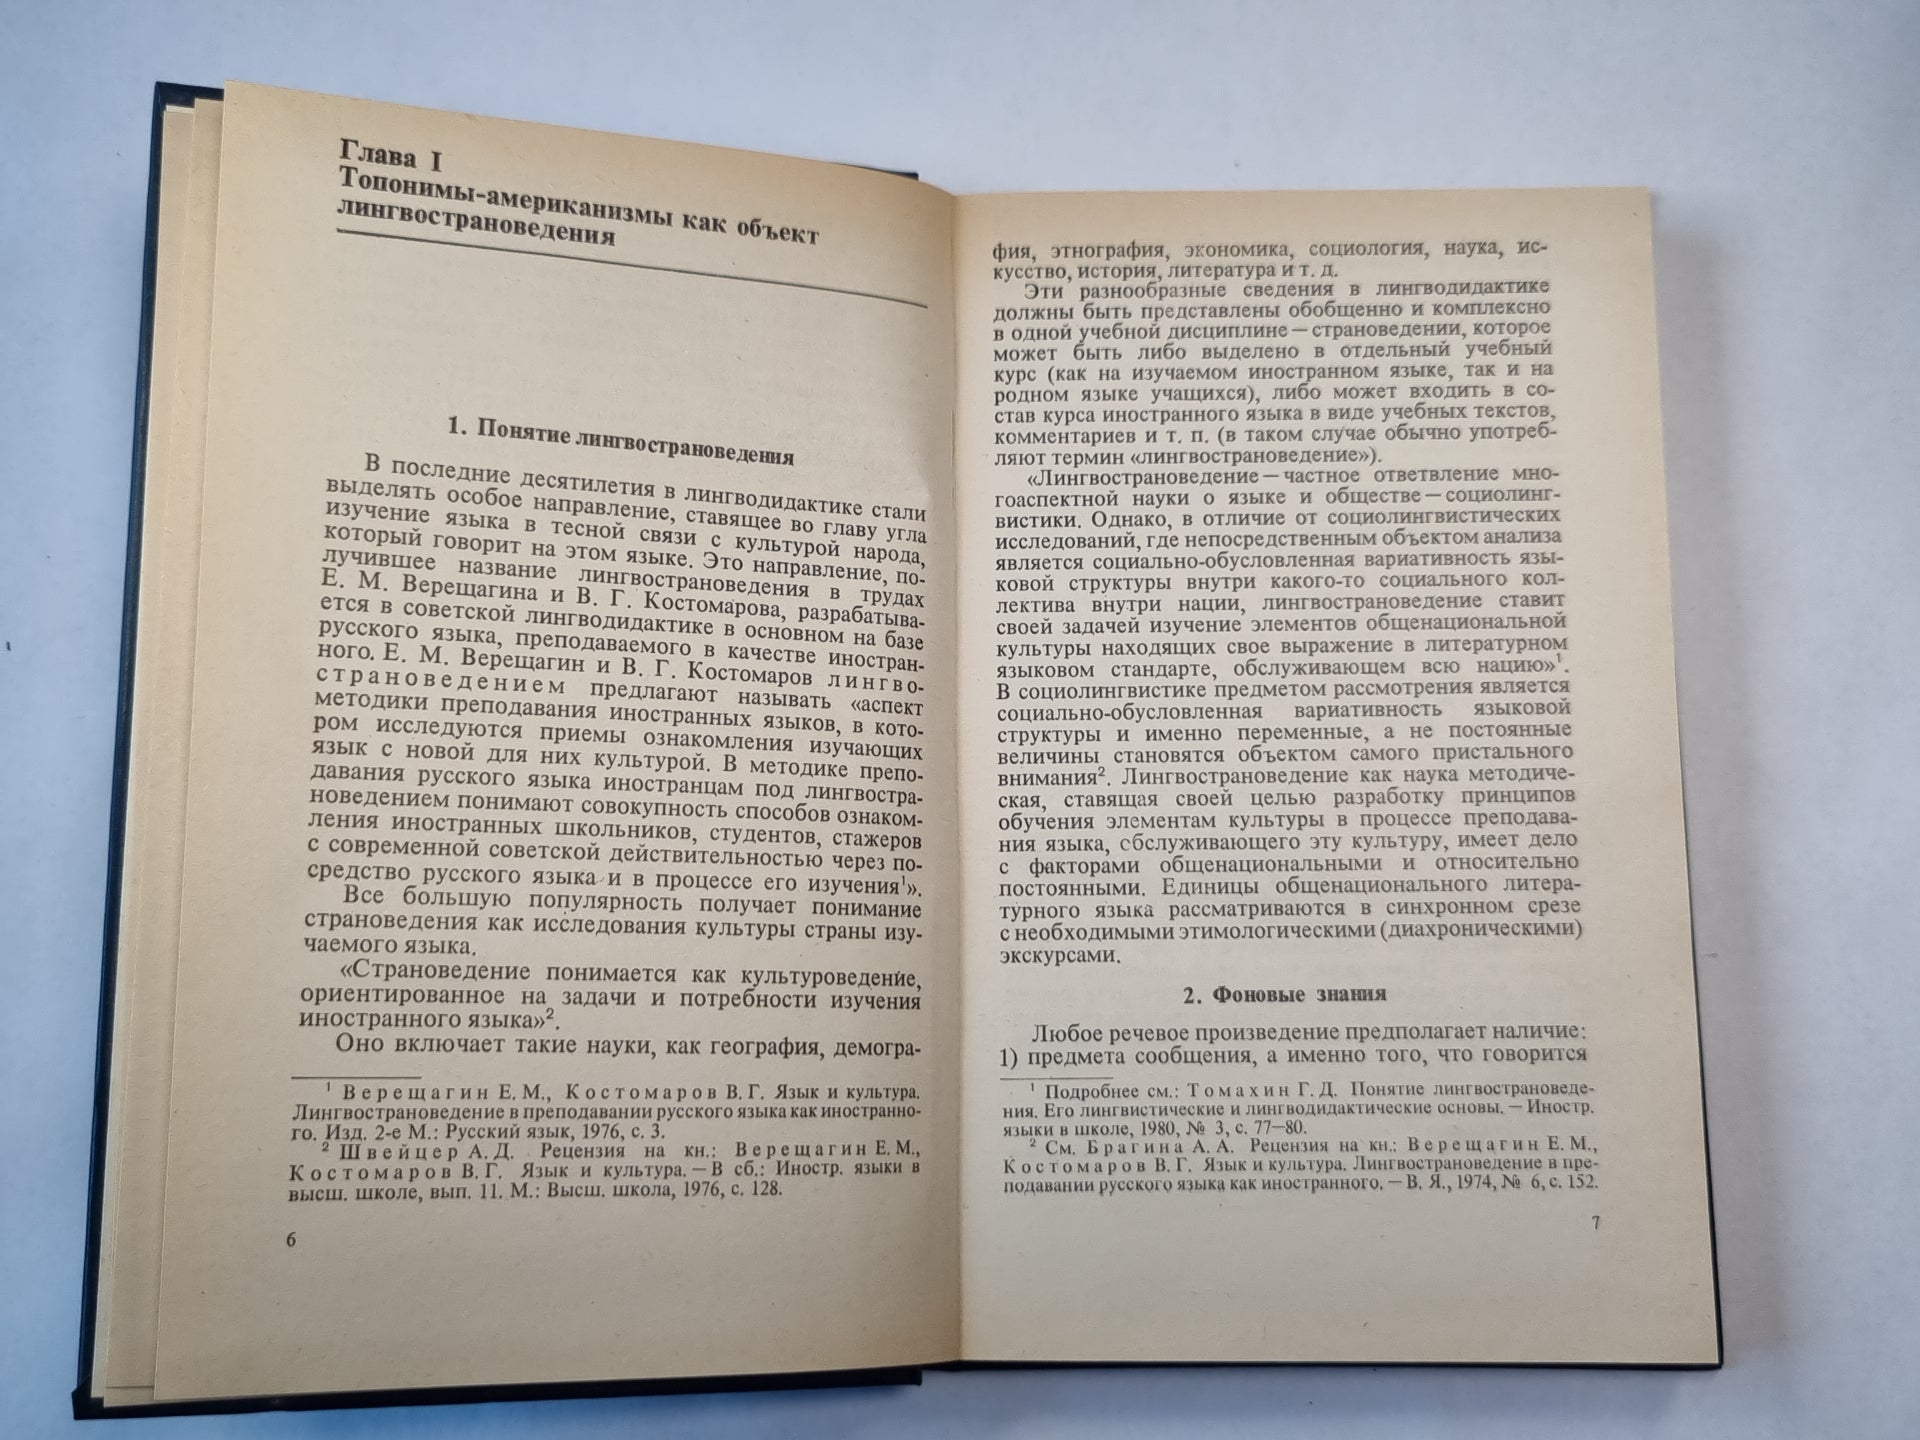 Глава I
Топонимы-американизмы как объект
лингвострановедения
1. Понятие лингвострановедения
В последние десятилетия в лингводидактике стали
выделять особое направление, ставящее во главу угла
изучение языка в тесной связи с культурой народа,
который говорит на этом языке. Это направление, по-
лучившее название лингвострановедения в трудах
Е. М. Верещагина и В. Г. Костомарова, разрабатыва-
ется в советской лингводидактике в основном на базе
русского языка, преподаваемого в качестве иностран-
ного. Е. М. Верещагин и В. Г. Костомаров лингво-
страноведением предлагают называть «аспект
методики преподавания иностранных языков, в кото-
ром исследуются приемы ознакомления изучающих
язык с новой для них культурой. В методике препо-
давания русского языка иностранцам под лингвостра-
новедением понимают совокупность способов ознаком-
ления иностранных школьников, студентов, стажеров
с современной советской действительностью через по-
средство русского языка и в процессе его изучения¹».
Все большую популярность получает понимание
страноведения как исследования культуры страны изу-
чаемого языка.
«Страноведение понимается как культуроведение,
ориентированное на задачи и потребности изучения
иностранного языка»².
Оно включает такие науки, как география, демогра-
¹ Верещагин Е. М., Костомаров В. Г. Язык и культура.
Лингвострановедение в преподавании русского языка как иностранно-
го. Изд. 2-е М.: Русский язык, 1976, с. 3.
² Швейцер А. Д. Рецензия на кн.: Верещагин Е. М.,
Костомаров В. Г. Язык и культура. — В сб.: Иностр. языки в
высш. школе, вып. 11. М.: Высш. школа, 1976, с. 128.
6
фия, этнография, экономика, социология, наука, ис-
кусство, история, литература и т. д.
Эти разнообразные сведения в лингводидактике
должны быть представлены обобщенно и комплексно
в одной учебной дисциплине — страноведении, которое
может быть либо выделено в отдельный учебный
курс (как на изучаемом иностранном языке, так и на
родном языке учащихся), либо может входить в со-
став курса иностранного языка в виде учебных текстов,
комментариев и т. п. (в таком случае обычно употреб-
ляют термин «лингвострановедение»).
«Лингвострановедение — частное ответвление мно-
гоаспектной науки о языке и обществе — социолинг-
вистики. Однако, в отличие от социолингвистических
исследований, где непосредственным объектом анализа
является социально-обусловленная вариативность язы-
ковой структуры внутри какого-то социального кол-
лектива внутри нации, лингвострановедение ставит
своей задачей изучение элементов общенациональной
культуры находящих свое выражение в литературном
языковом стандарте, обслуживающем всю нацию»¹.
В социолингвистике предметом рассмотрения является
социально-обусловленная вариативность языковой
структуры и именно переменные, а не постоянные
величины становятся объектом самого пристального
внимания². Лингвострановедение как наука методиче-
ская, ставящая своей целью разработку принципов
обучения элементам культуры в процессе преподава-
ния языка, обслуживающего эту культуру, имеет дело
с факторами общенациональными и относительно
постоянными. Единицы общенационального литера-
турного языка рассматриваются в синхронном срезе
с необходимыми этимологическими (диахроническими)
экскурсами.
2. Фоновые знания
Любое речевое произведение предполагает наличие:
1) предмета сообщения, а именно того, что говорится
¹ Подробнее см.: Томахин Г. Д. Понятие лингвострановеде-
ния. Его лингвистические и лингводидактические основы. — Иностр.
языки в школе, 1980, № 3, с. 77—80.
² См. Брагина А. А. Рецензия на кн.: Верещагин Е. М.,
Костомаров В. Г. Язык и культура. Лингвострановедение в пре-
подавании русского языка как иностранного. — В. Я., 1974, № 6, с. 152.
7